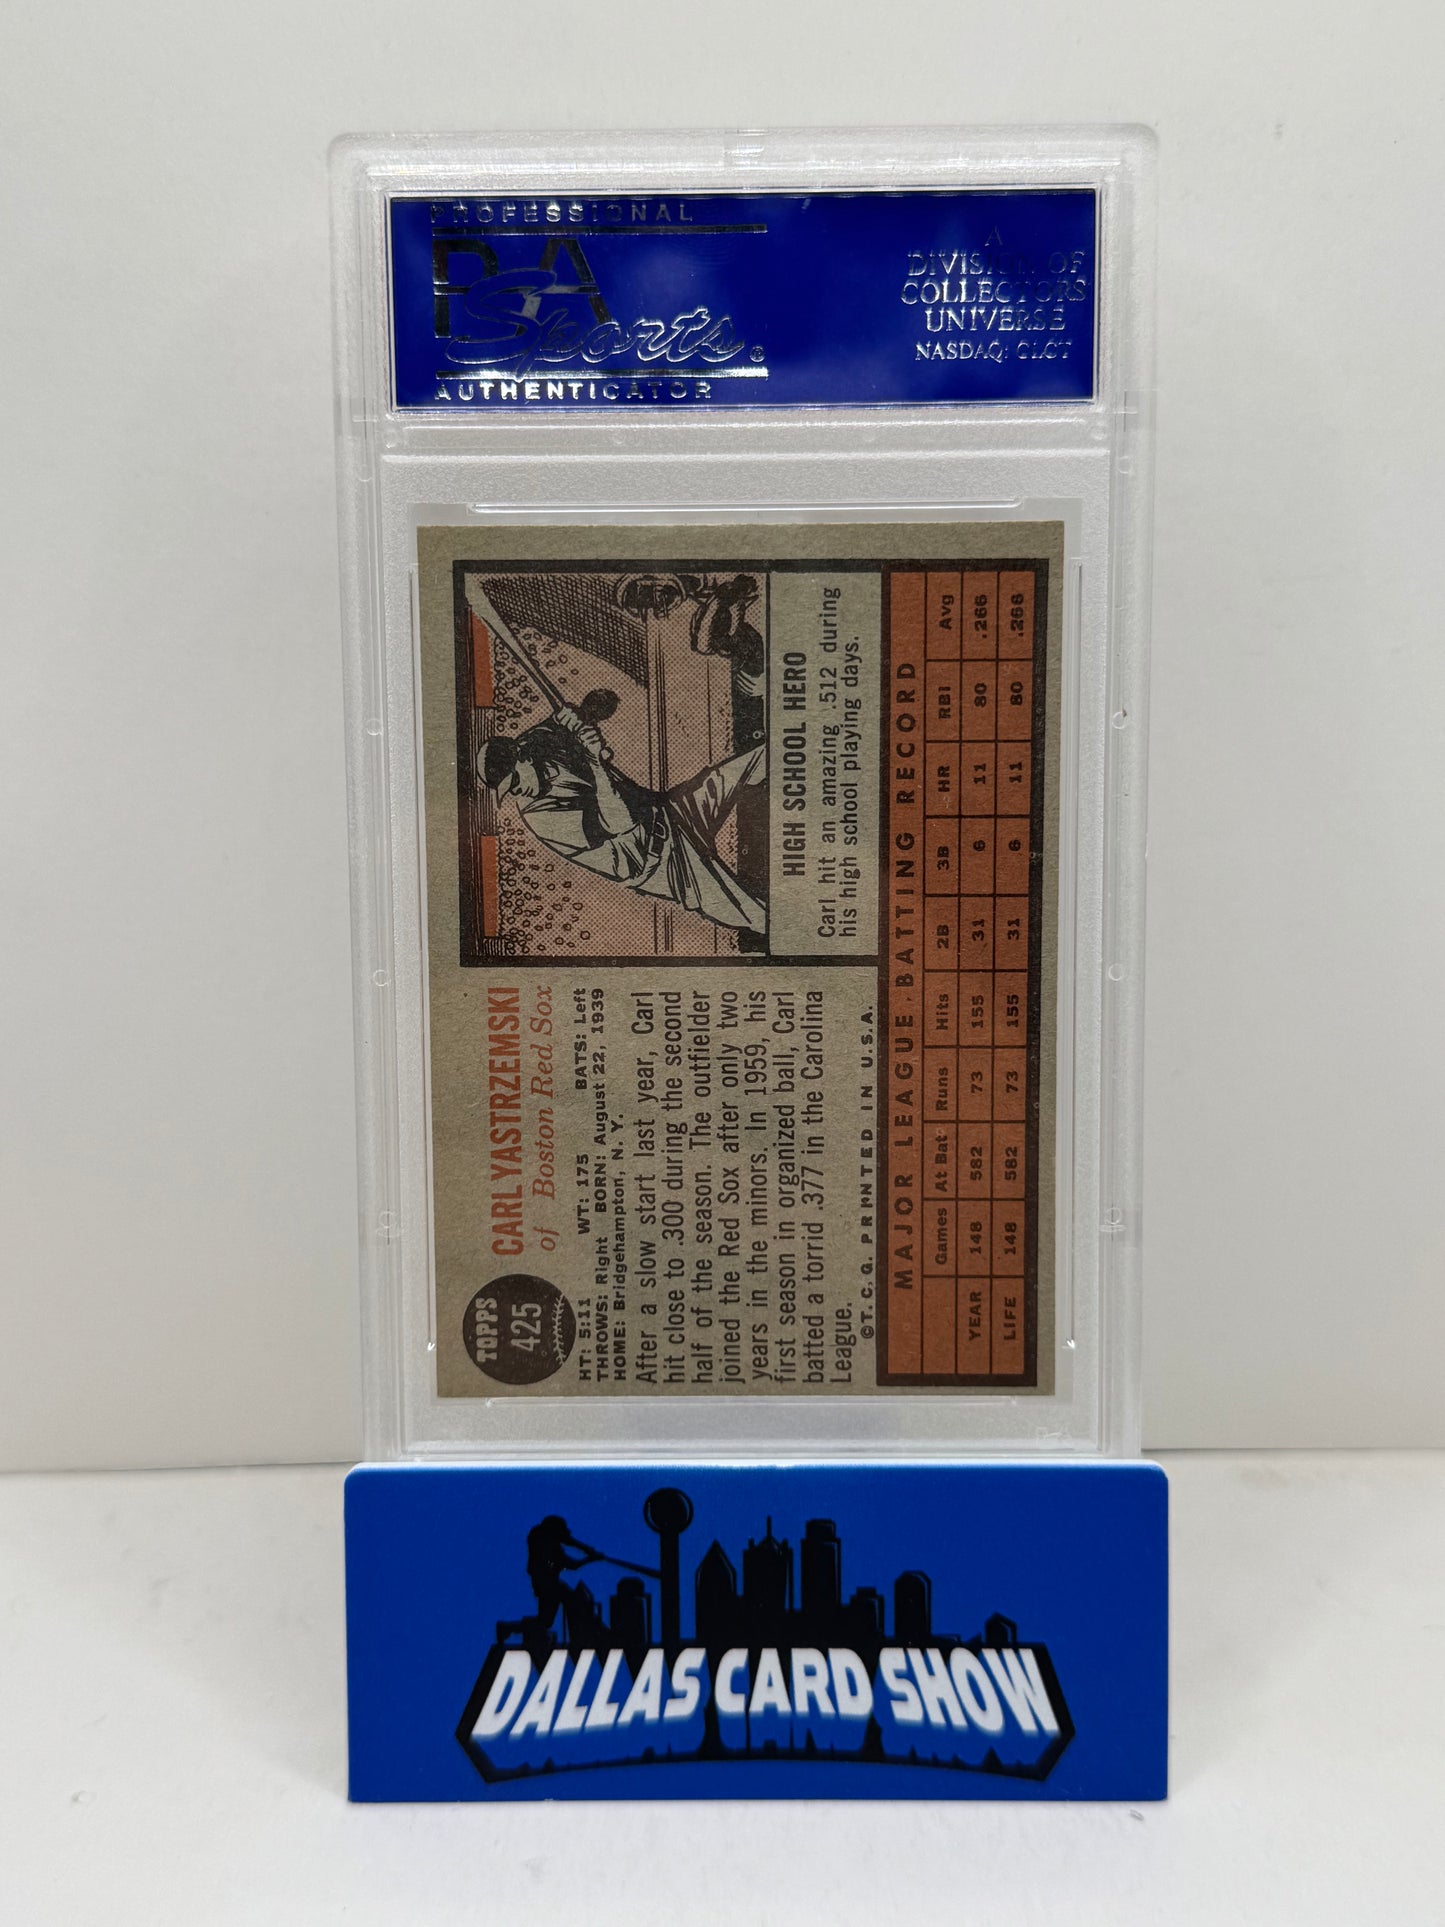 PROFESSIONAL
PSA
Sports®
AUTHENTICATOR
A
DIVISION OF
COLLECTORS
UNIVERSE
NASDAQ: CLCT
TOPPS
425
CARL YASTRZEMSKI
of Boston Red Sox
HT: 5:11 WT: 175 BATS: Left
THROWS: Right BORN: August 22, 1939
HOME: Bridgehampton, N. Y.
After a slow start last year, Carl
hit close to .300 during the second
half of the season. The outfielder
joined the Red Sox after only two
years in the minors. In 1959, his
first season in organized ball, Carl
batted a torrid .377 in the Carolina
League.
©T. C. G. PRINTED IN U.S.A.
HIGH SCHOOL HERO
Carl hit an amazing .512 during
his high school playing days.
MAJOR LEAGUE BATTING RECORD
Games At Bat Runs Hits 2B 3B HR RBI Avg
YEAR 148 582 73 155 31 6 11 80 .266
LIFE 148 582 73 155 31 6 11 80 .266
DALLAS CARD SHOW